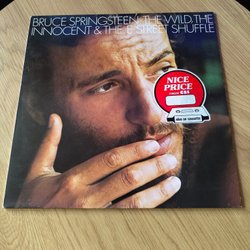 BRUCE SPRINGSTEEN THE WILD, THE
INNOCENT & THE E STREET SHUFFLE
NICE
PRICE